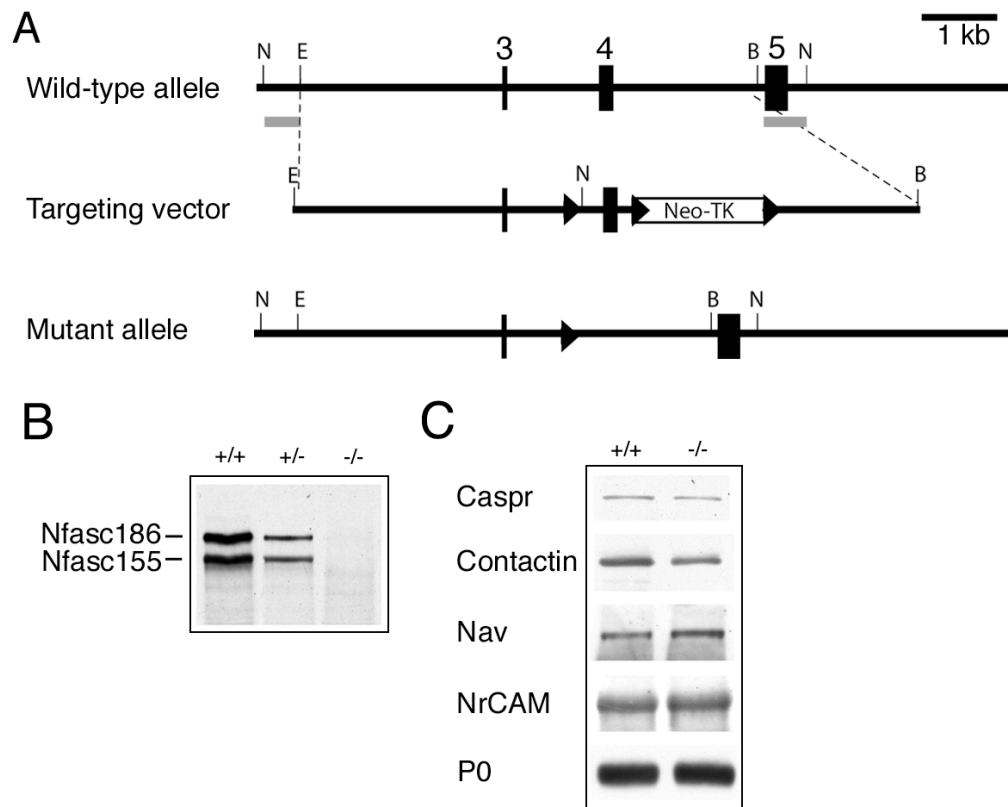 A
1 kb
N E 3 4 B 5 N
Wild-type allele
E N B
Targeting vector
Neo-TK
N E B N
Mutant allele
B
+/+ +/- -/-
Nfasc186
Nfasc155
C
+/+ -/-
Caspr
Contactin
Nav
NrCAM
P0